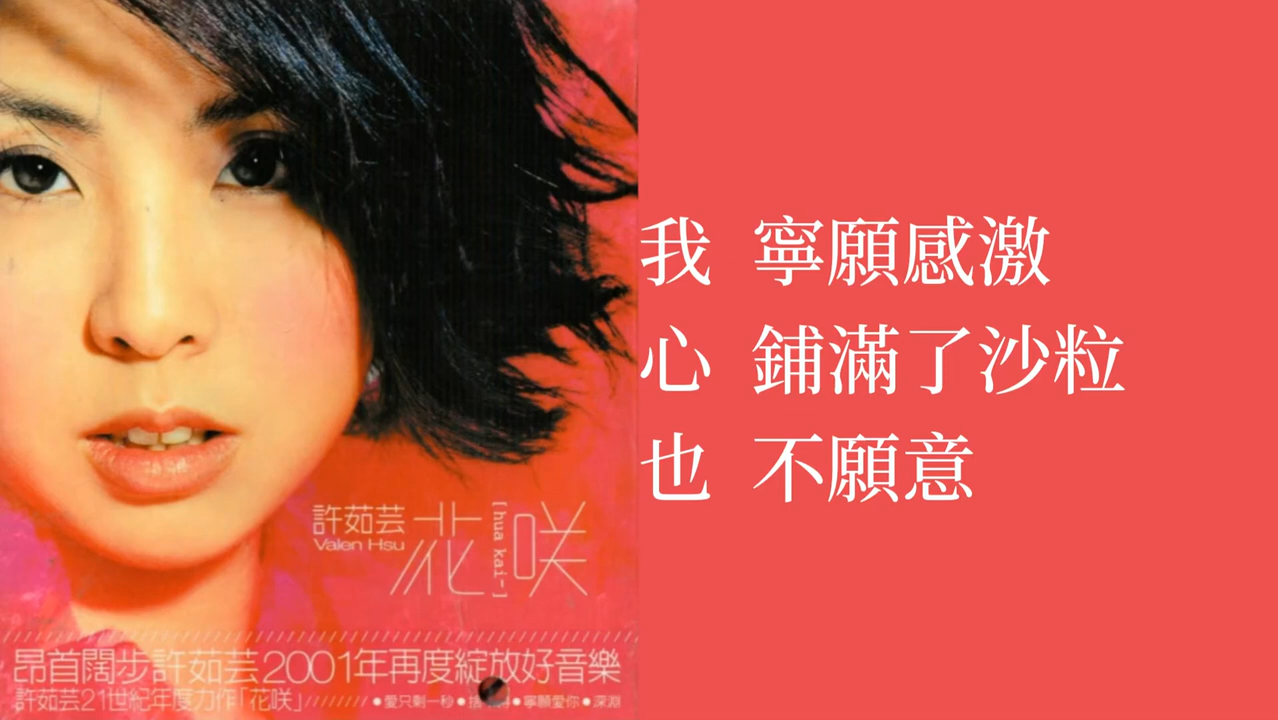 我 寧願感激
心 鋪滿了沙粒
也 不願意
許茹芸
Valen Hsu
花咲
[hua kai-]
昂首闊步許茹芸2001年再度綻放好音樂
許茹芸21世紀年度力作「花咲」//////////●愛只剩一秒●捨●寧願愛你●深淵